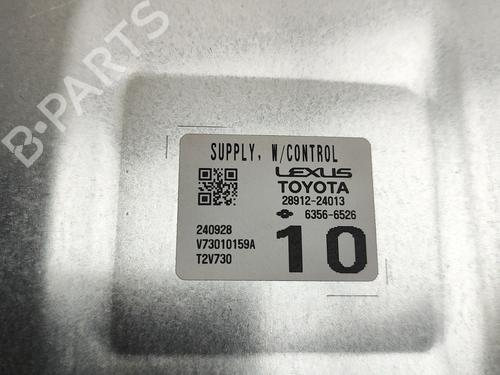 B-PARTS
SUPPLY, W/CONTROL
LEXUS
TOYOTA
28912-24013
6356-6526
240928
V73010159A
T2V730
10